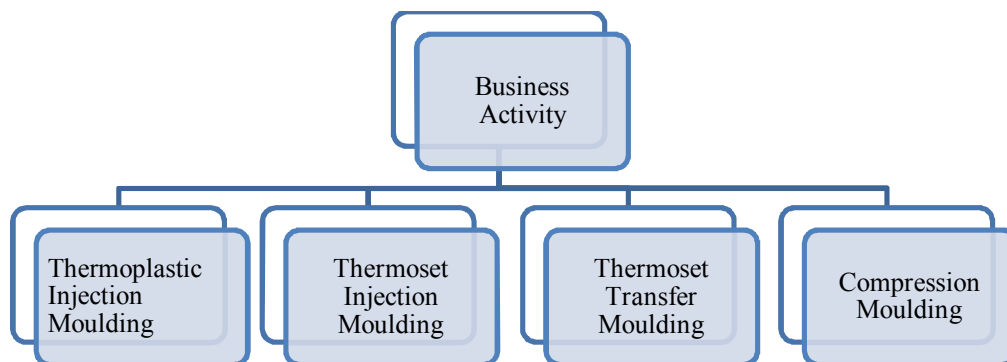 Business
Activity
Thermoplastic
Injection
Moulding
Thermoset
Injection
Moulding
Thermoset
Transfer
Moulding
Compression
Moulding